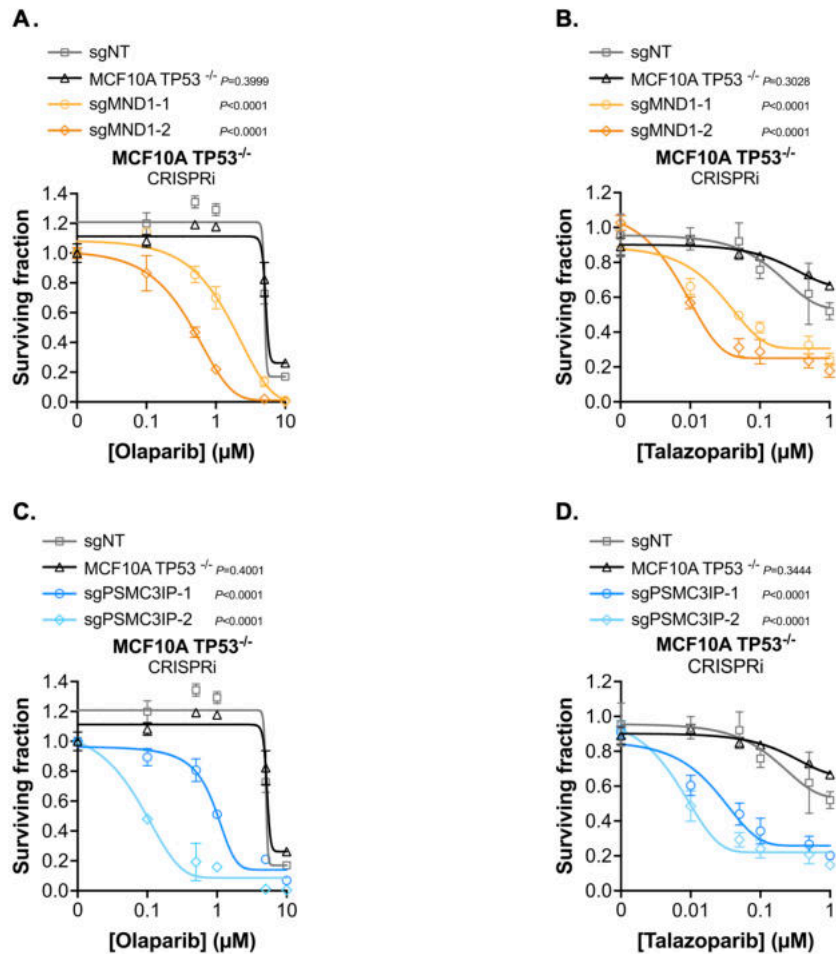 A.
sgNT
MCF10A TP53 -/- P=0.3999
sgMND1-1 P<0.0001
sgMND1-2 P<0.0001
MCF10A TP53-/-
CRISPRi
Surviving fraction
1.4
1.2
1.0
0.8
0.6
0.4
0.2
0.0
0 0.1 1 10
[Olaparib] (µM)
B.
sgNT
MCF10A TP53 -/- P=0.3028
sgMND1-1 P<0.0001
sgMND1-2 P<0.0001
MCF10A TP53-/-
CRISPRi
Surviving fraction
1.2
1.0
0.8
0.6
0.4
0.2
0.0
0 0.01 0.1 1
[Talazoparib] (µM)
C.
sgNT
MCF10A TP53 -/- P=0.4001
sgPSMC3IP-1 P<0.0001
sgPSMC3IP-2 P<0.0001
MCF10A TP53-/-
CRISPRi
Surviving fraction
1.4
1.2
1.0
0.8
0.6
0.4
0.2
0.0
0 0.1 1 10
[Olaparib] (µM)
D.
sgNT
MCF10A TP53 -/- P=0.3444
sgPSMC3IP-1 P<0.0001
sgPSMC3IP-2 P<0.0001
MCF10A TP53-/-
CRISPRi
Surviving fraction
1.2
1.0
0.8
0.6
0.4
0.2
0.0
0 0.01 0.1 1
[Talazoparib] (µM)